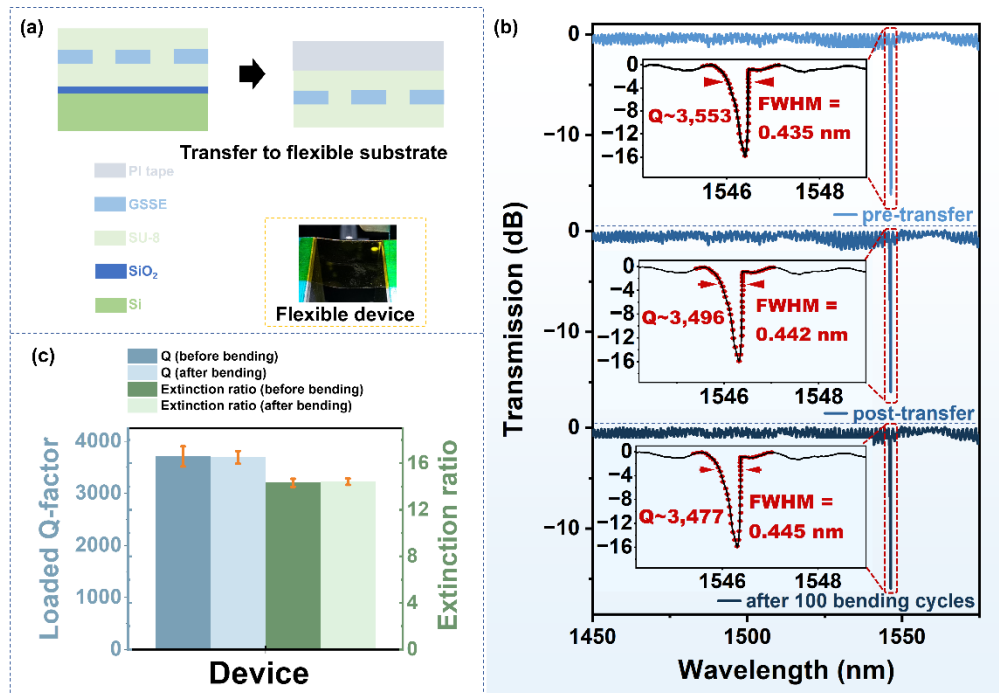 (a)
Transfer to flexible substrate
PI tape
GSSE
SU-8
SiO₂
Si
Flexible device
(b)
Transmission (dB)
0
−10
0
−10
0
−10
0
−4
−8
−12
−16
Q~3,553
FWHM =
0.435 nm
1546
1548
pre-transfer
0
−4
−8
−12
−16
Q~3,496
FWHM =
0.442 nm
1546
1548
post-transfer
0
−4
−8
−12
−16
Q~3,477
FWHM =
0.445 nm
1546
1548
after 100 bending cycles
1450
1500
1550
Wavelength (nm)
(c)
Q (before bending)
Q (after bending)
Extinction ratio (before bending)
Extinction ratio (after bending)
Loaded Q-factor
4000
3000
2000
1000
0
16
12
8
4
0
Extinction ratio
Device